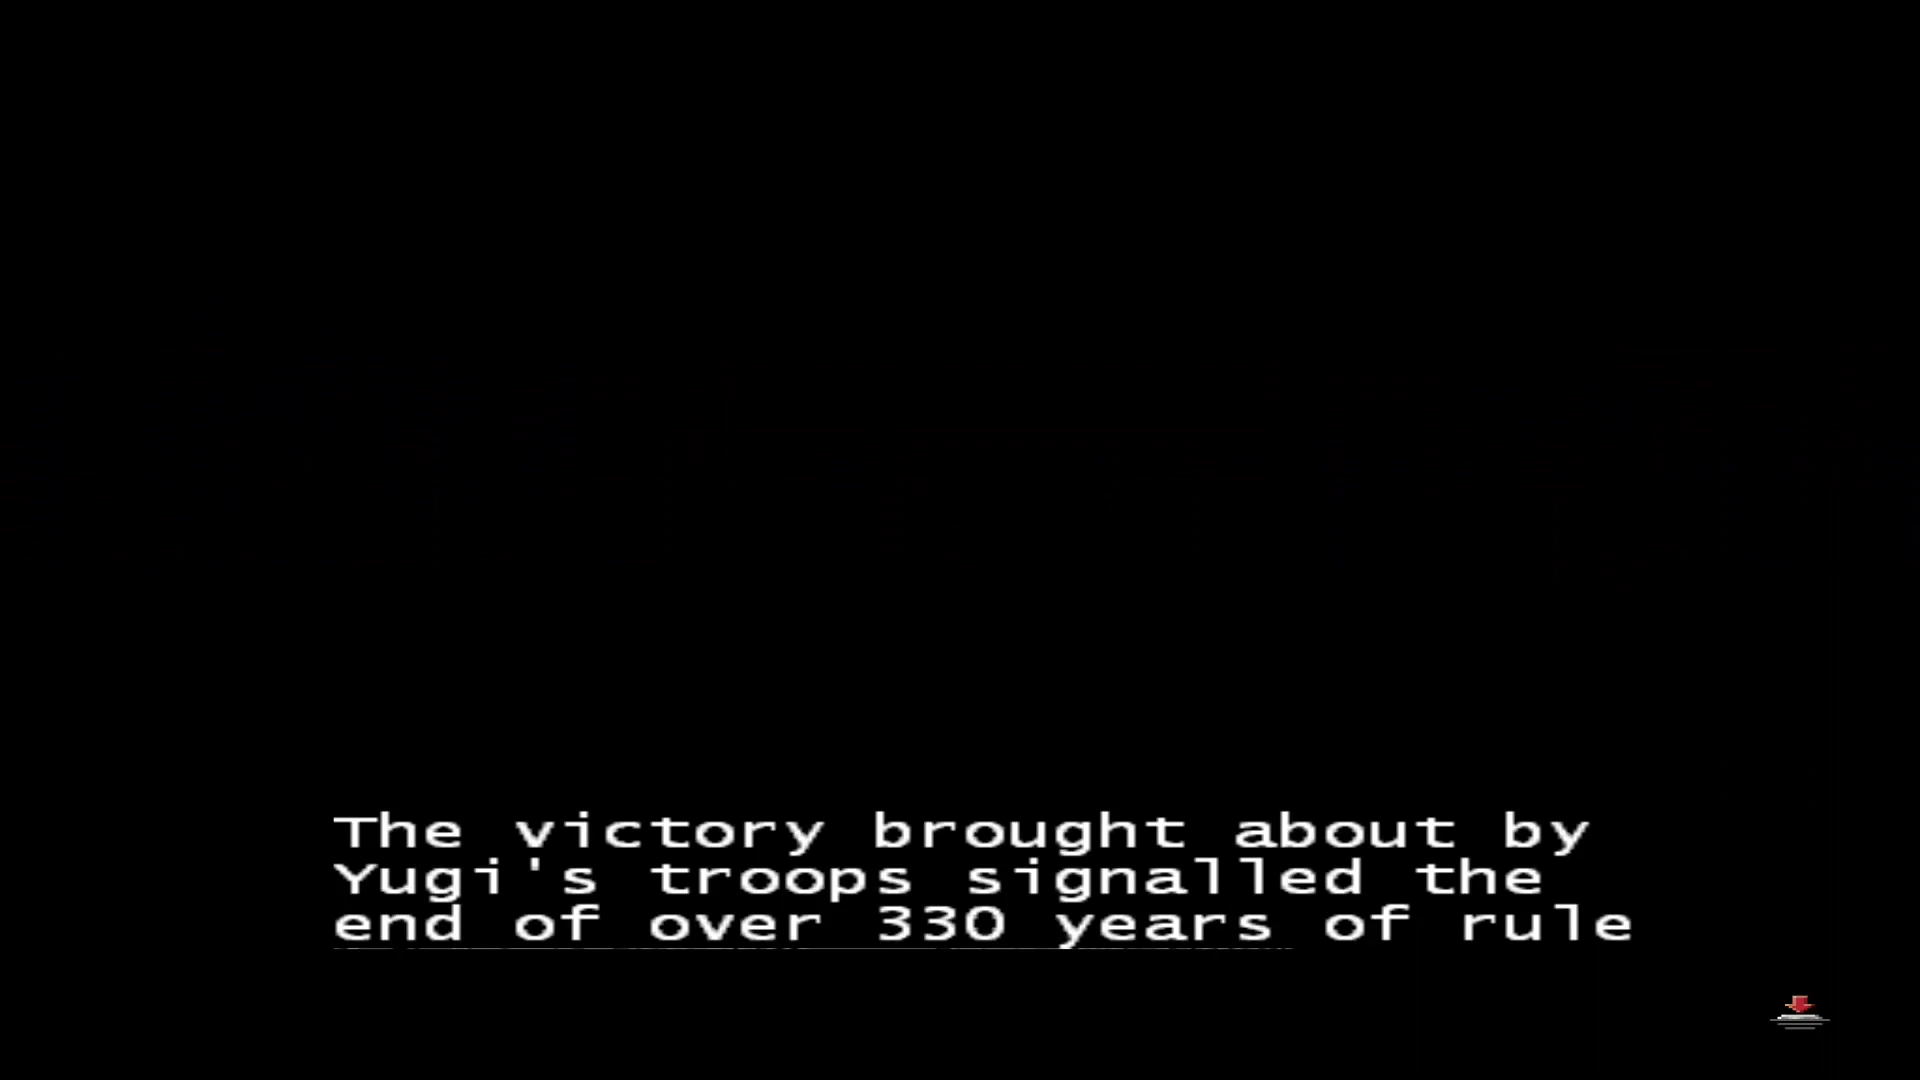 The victory brought about by
Yugi's troops signalled the
end of over 330 years of rule